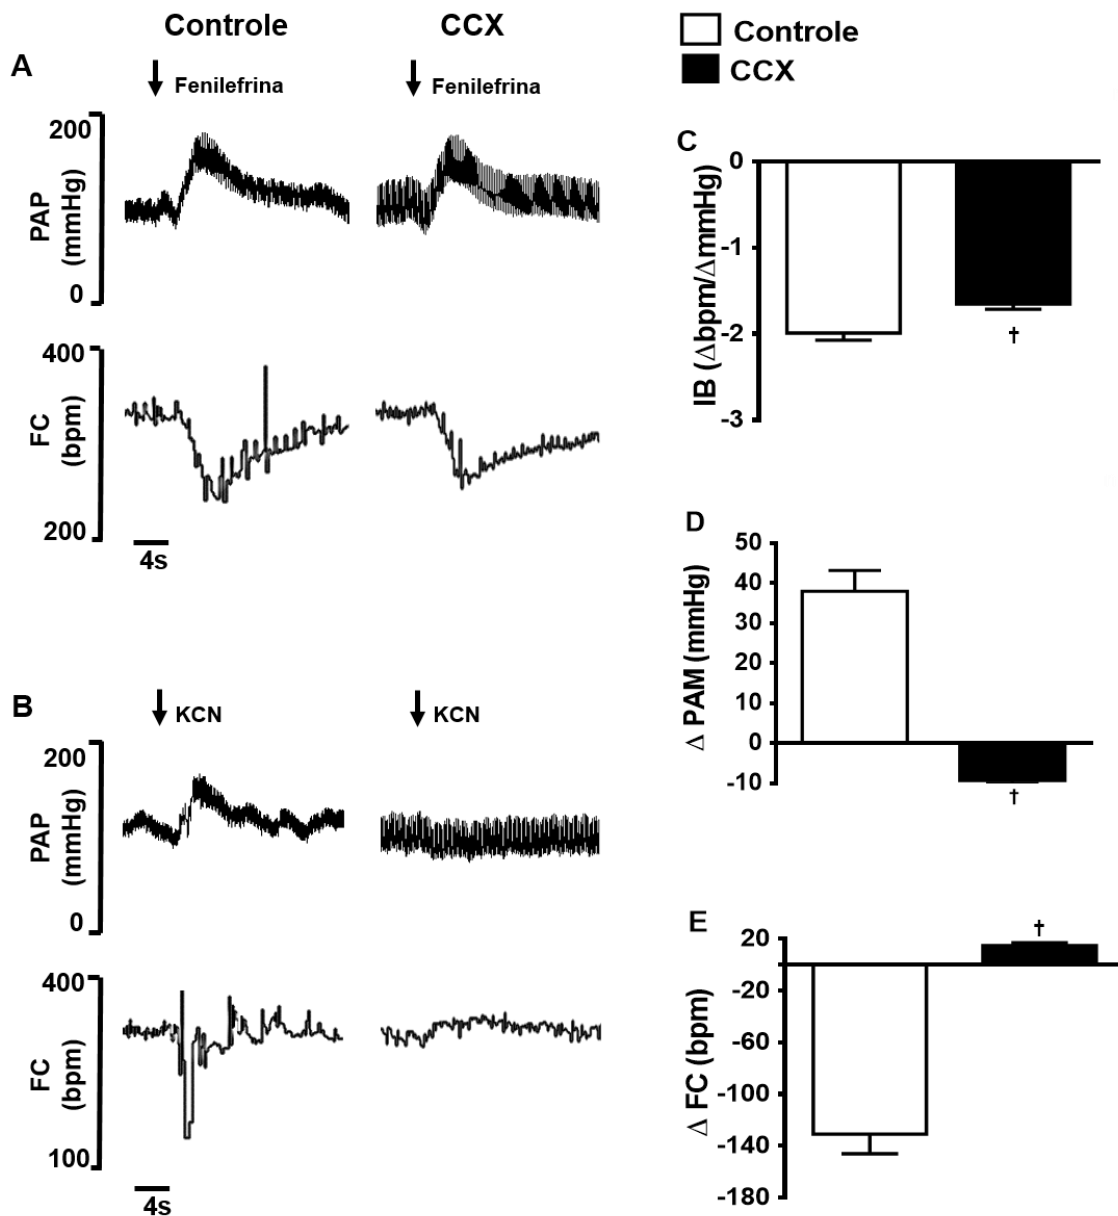 Controle
CCX
A
Fenilefrina
Fenilefrina
200
PAP
(mmHg)
0
400
FC
(bpm)
200
4s
B
KCN
KCN
200
PAP
(mmHg)
0
400
FC
(bpm)
100
4s
Controle
CCX
C
0
-1
-2
-3
IB (Δbpm/ΔmmHg)
†
D
50
40
30
20
10
0
-10
Δ PAM (mmHg)
†
E
20
-20
-60
-100
-140
-180
Δ FC (bpm)
†